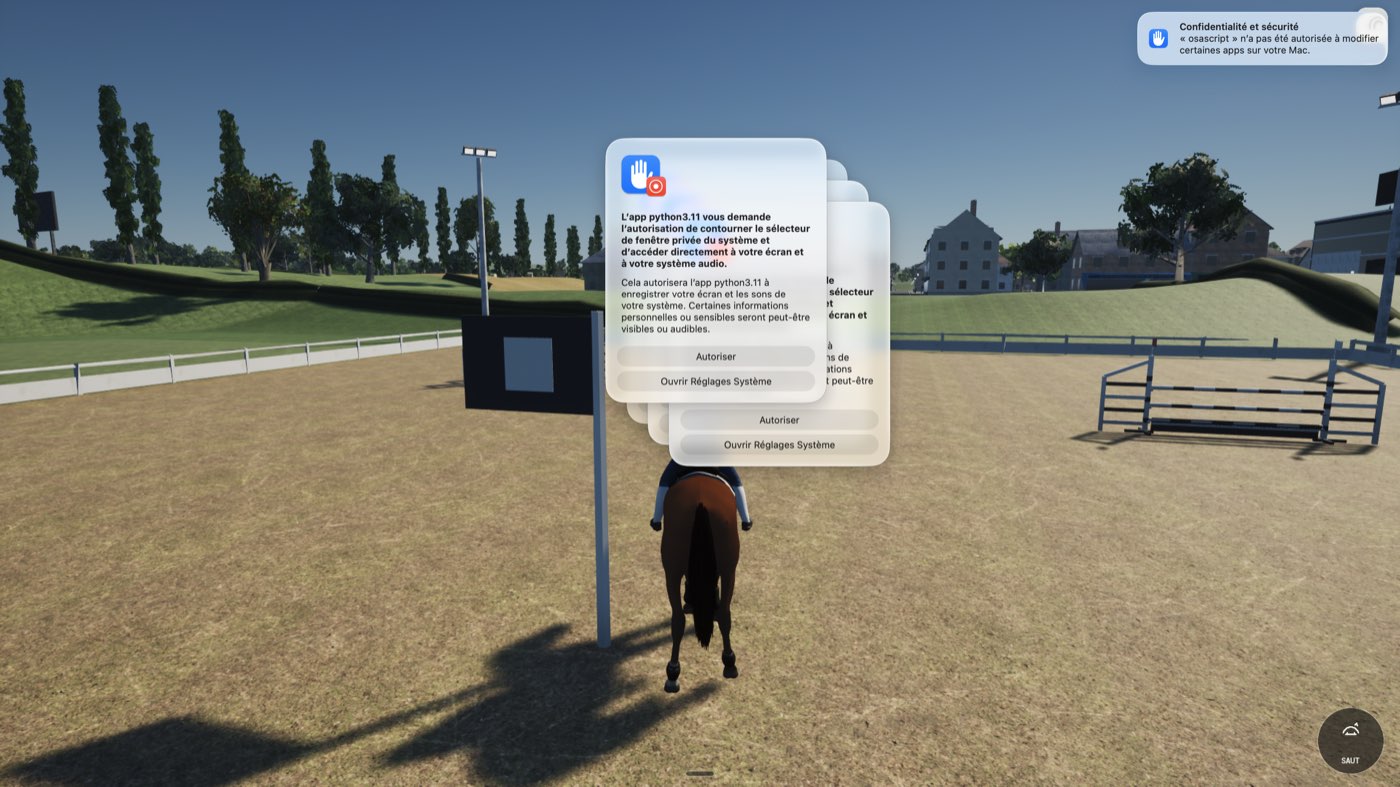 Confidentialité et sécurité
« osascript » n’a pas été autorisée à modifier
certaines apps sur votre Mac.
L’app python3.11 vous demande
l’autorisation de contourner le sélecteur
de fenêtre privée du système et
d’accéder directement à votre écran et
à votre système audio.
Cela autorisera l’app python3.11 à
enregistrer votre écran et les sons de
votre système. Certaines informations
personnelles ou sensibles seront peut-être
visibles ou audibles.
Autoriser
Ouvrir Réglages Système
sélecteur
écran et
à
peut-être
Autoriser
Ouvrir Réglages Système
SAUT